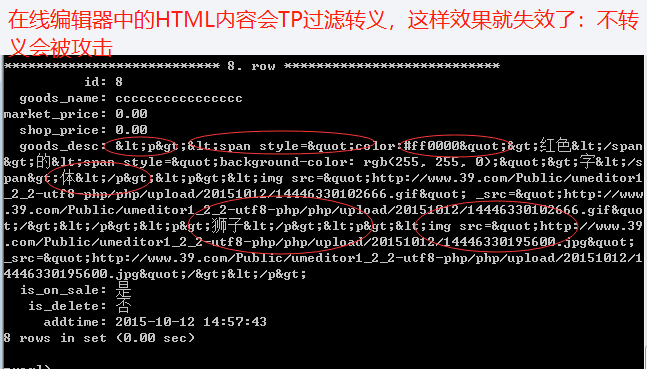 在线编辑器中的HTML内容会TP过滤转义，这样效果就失效了：不转
义会被攻击
*************************** 8. row ***************************
id: 8
goods_name: cccccccccccccccc
market_price: 0.00
shop_price: 0.00
goods_desc: &lt;p&gt;&lt;span style=&quot;color:#ff0000&quot;&gt;红色&lt;/span
&gt;的&lt;span style=&quot;background-color: rgb(255, 255, 0);&quot;&gt;字&lt;/s
pan&gt;体&lt;/p&gt;&lt;p&gt;&lt;img src=&quot;http://www.39.com/Public/umeditor1
_2_2-utf8-php/php/upload/20151012/14446330102666.gif&quot; _src=&quot;http://www
.39.com/Public/umeditor1_2_2-utf8-php/php/upload/20151012/14446330102666.gif&quo
t;/&gt;&lt;/p&gt;&lt;p&gt;狮子&lt;/p&gt;&lt;p&gt;&lt;img src=&quot;http://www.39
.com/Public/umeditor1_2_2-utf8-php/php/upload/20151012/14446330195600.jpg&quot;
_src=&quot;http://www.39.com/Public/umeditor1_2_2-utf8-php/php/upload/20151012/1
4446330195600.jpg&quot;/&gt;&lt;/p&gt;
is_on_sale: 是
is_delete: 否
addtime: 2015-10-12 14:57:43
8 rows in set (0.00 sec)